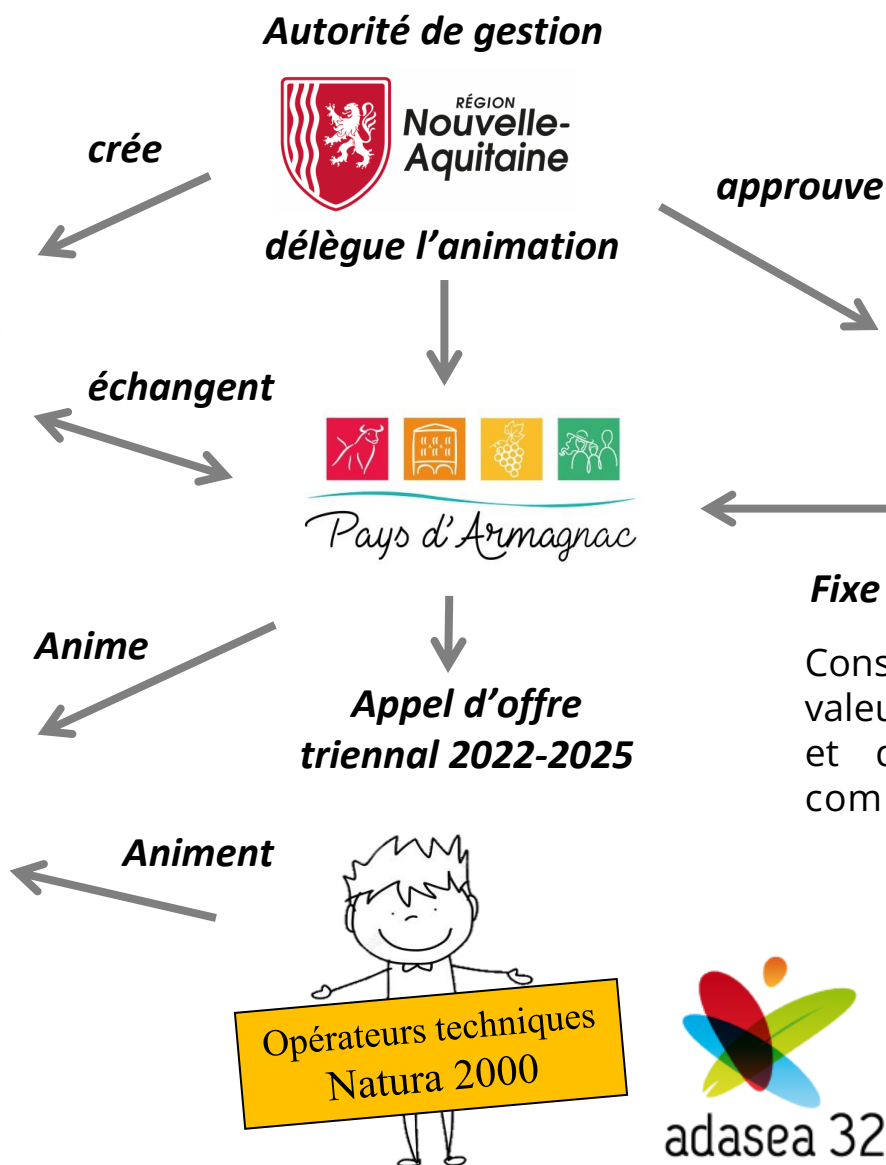 Autorité de gestion
RÉGION
Nouvelle-
Aquitaine
crée
approuve
délègue l’animation
échangent
Pays d’Armagnac
Fixe
Anime
Cons
valeu
et d
com
Appel d’offre
triennal 2022-2025
Animent
Opérateurs techniques
Natura 2000
adasea 32